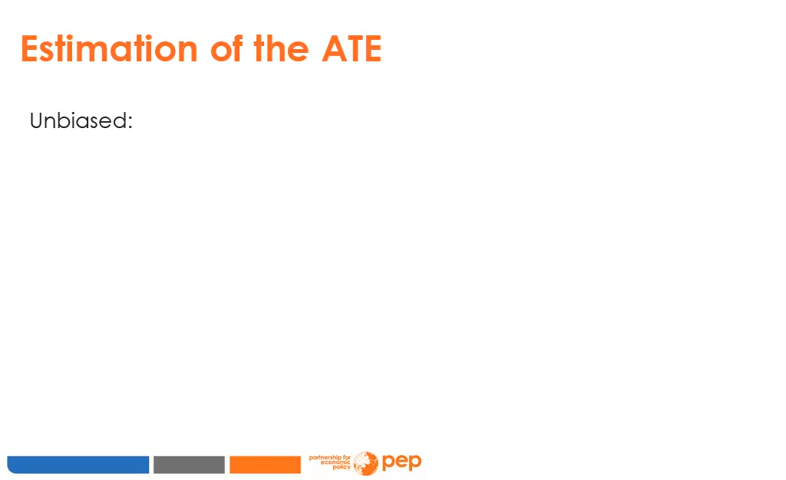 Estimation of the ATE
Unbiased:
partnership for
economic
policy
pep